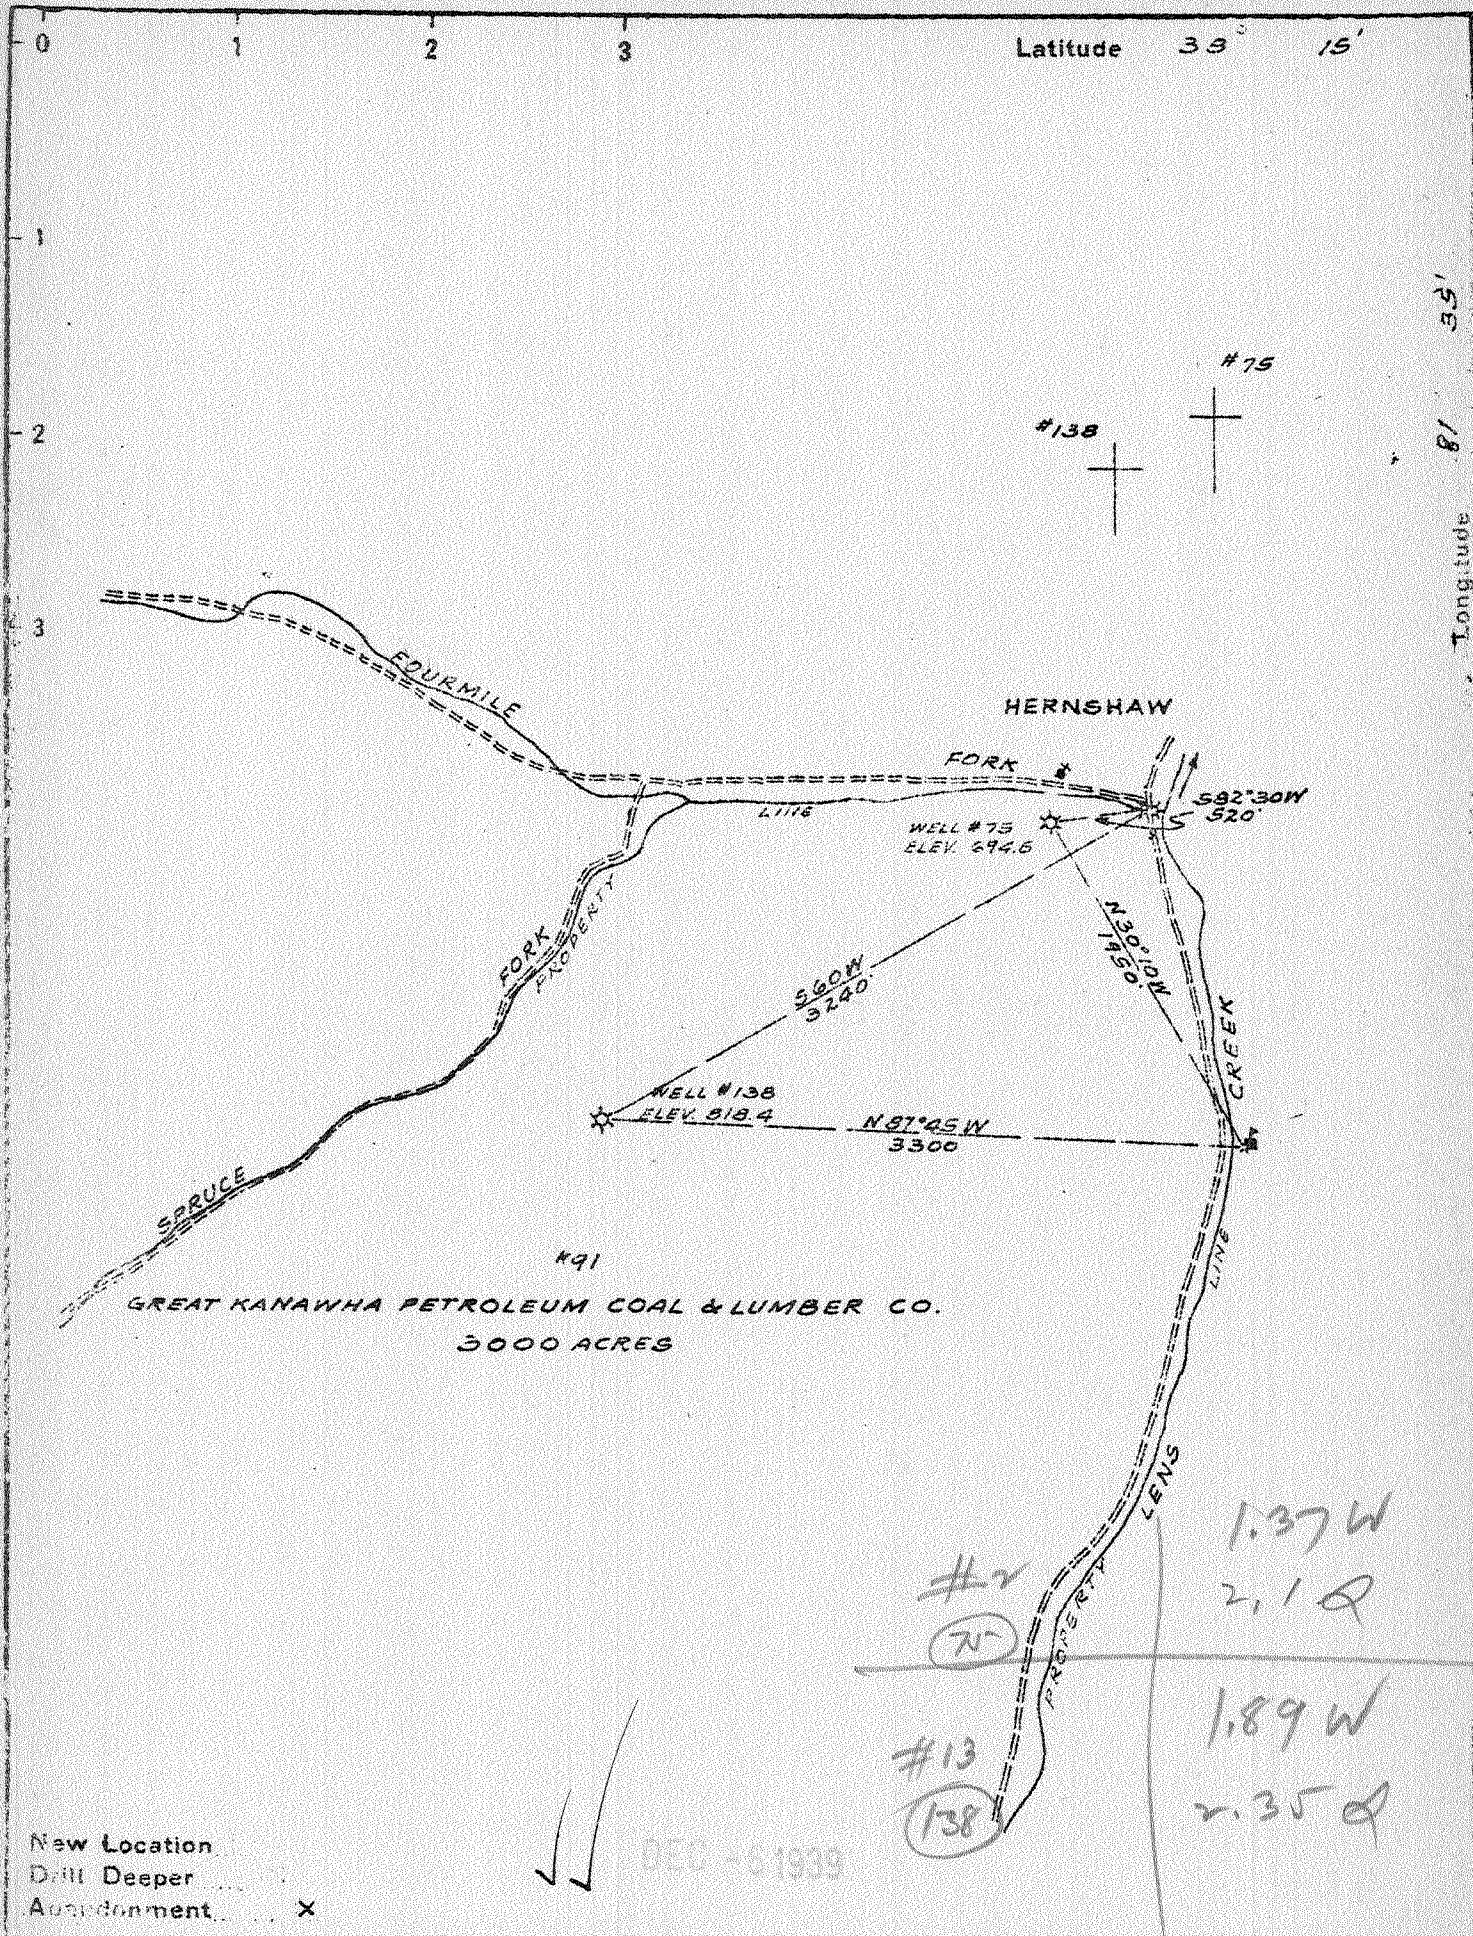 0 1 2 3 Latitude 38° 15'
1
2
3
Longitude 81 35'
#75
#138
FOURMILE
HERNSHAW
FORK
LINE
S82°30W
520'
WELL #75
ELEV. 694.6
N30°10W
1950'
S60W
3240'
FORK
PROPERTY
CREEK
WELL #138
ELEV. 818.4
N87°45W
3300
SPRUCE
LINE
#91
GREAT KANAWHA PETROLEUM COAL & LUMBER CO.
3000 ACRES
LENS
PROPERTY
1.37 W
#2
2.1
75
1.89 W
#13
138
2.35
New Location
Drill Deeper
Abandonment X
DEC -6 1939